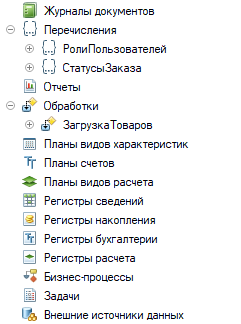 Журналы документов
Перечисления
РолиПользователей
СтатусыЗаказа
Отчеты
Обработки
ЗагрузкаТоваров
Планы видов характеристик
Планы счетов
Планы видов расчета
Регистры сведений
Регистры накопления
Регистры бухгалтерии
Регистры расчета
Бизнес-процессы
Задачи
Внешние источники данных